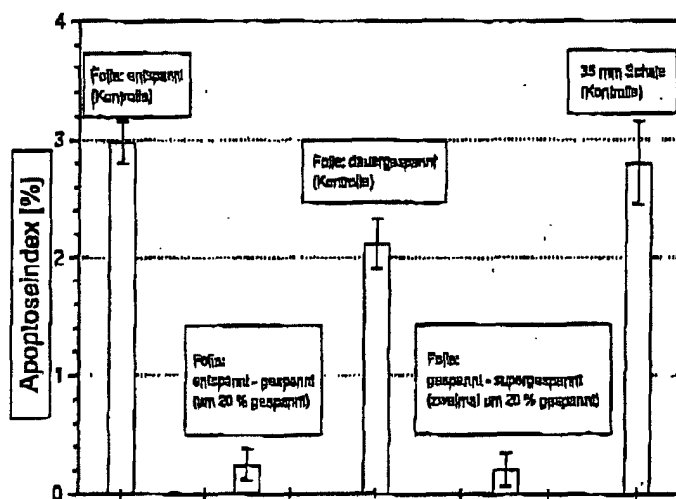 4
Folie: entspannt
(Kontrolle)
35 mm Schale
(Kontrolle)
3
Folie: dauergespannt
(Kontrolle)
Apoptoseindex [%]
2
Folie:
entspannt - gespannt
(um 20 % gespannt)
Folie:
gespannt - supergespannt
(zweimal um 20 % gespannt)
1
0